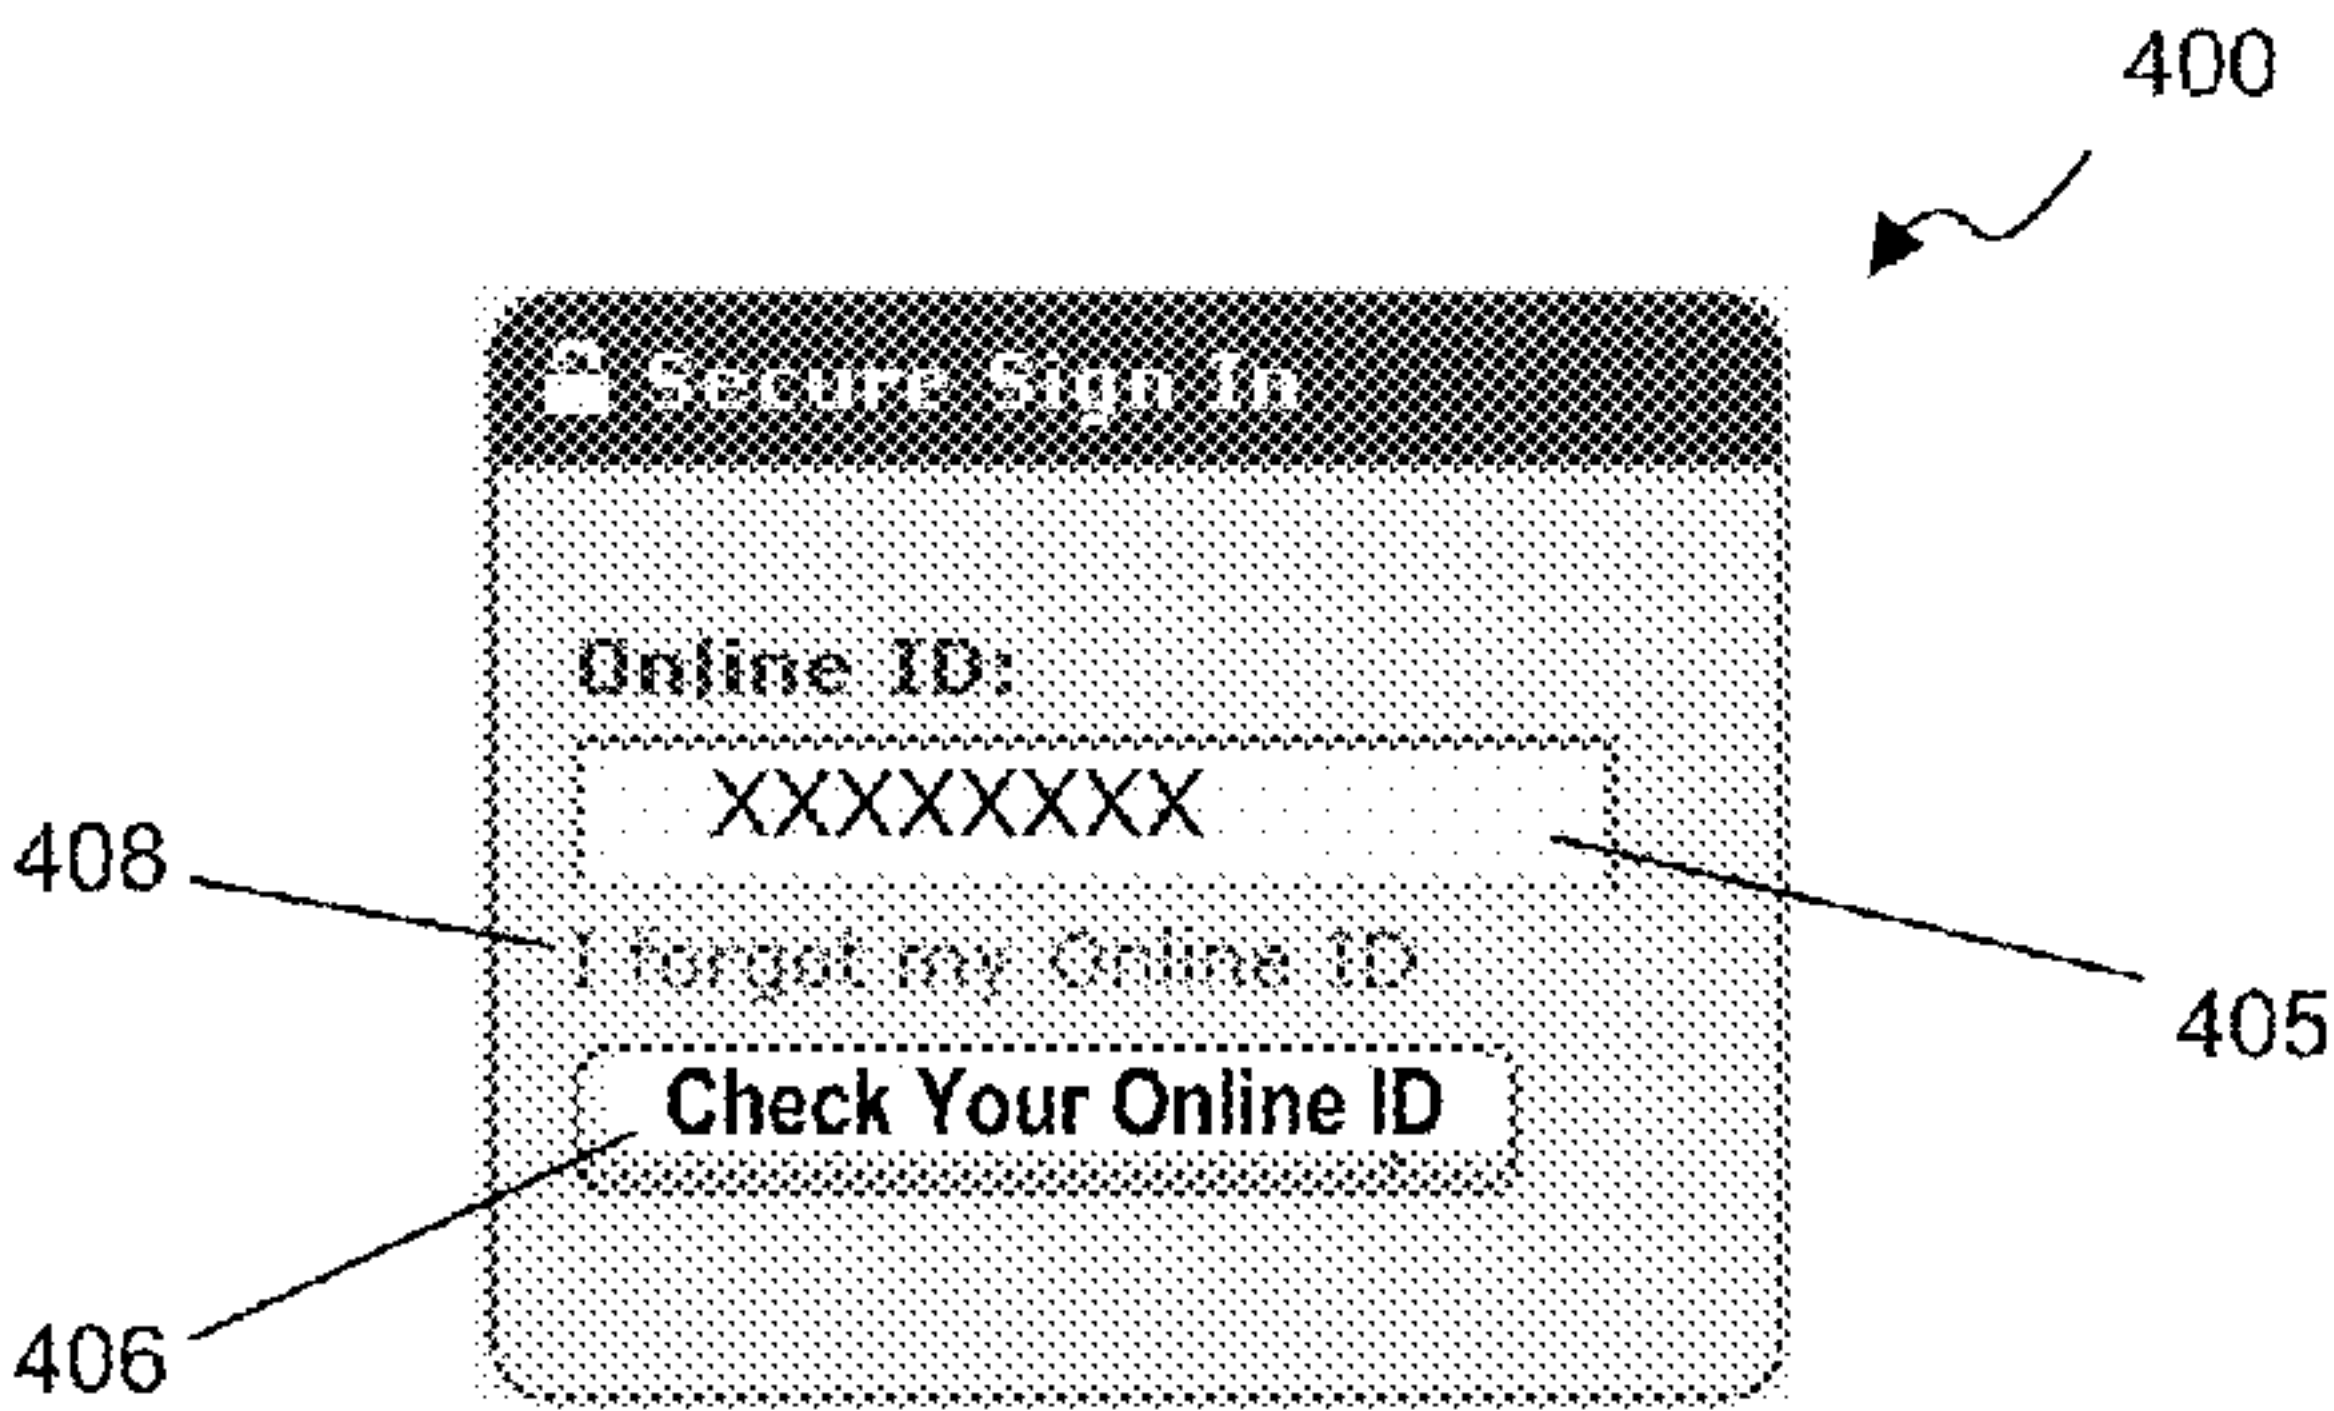 400
Secure Sign In
Online ID:
XXXXXXXX
408
I forgot my Online ID
405
Check Your Online ID
406